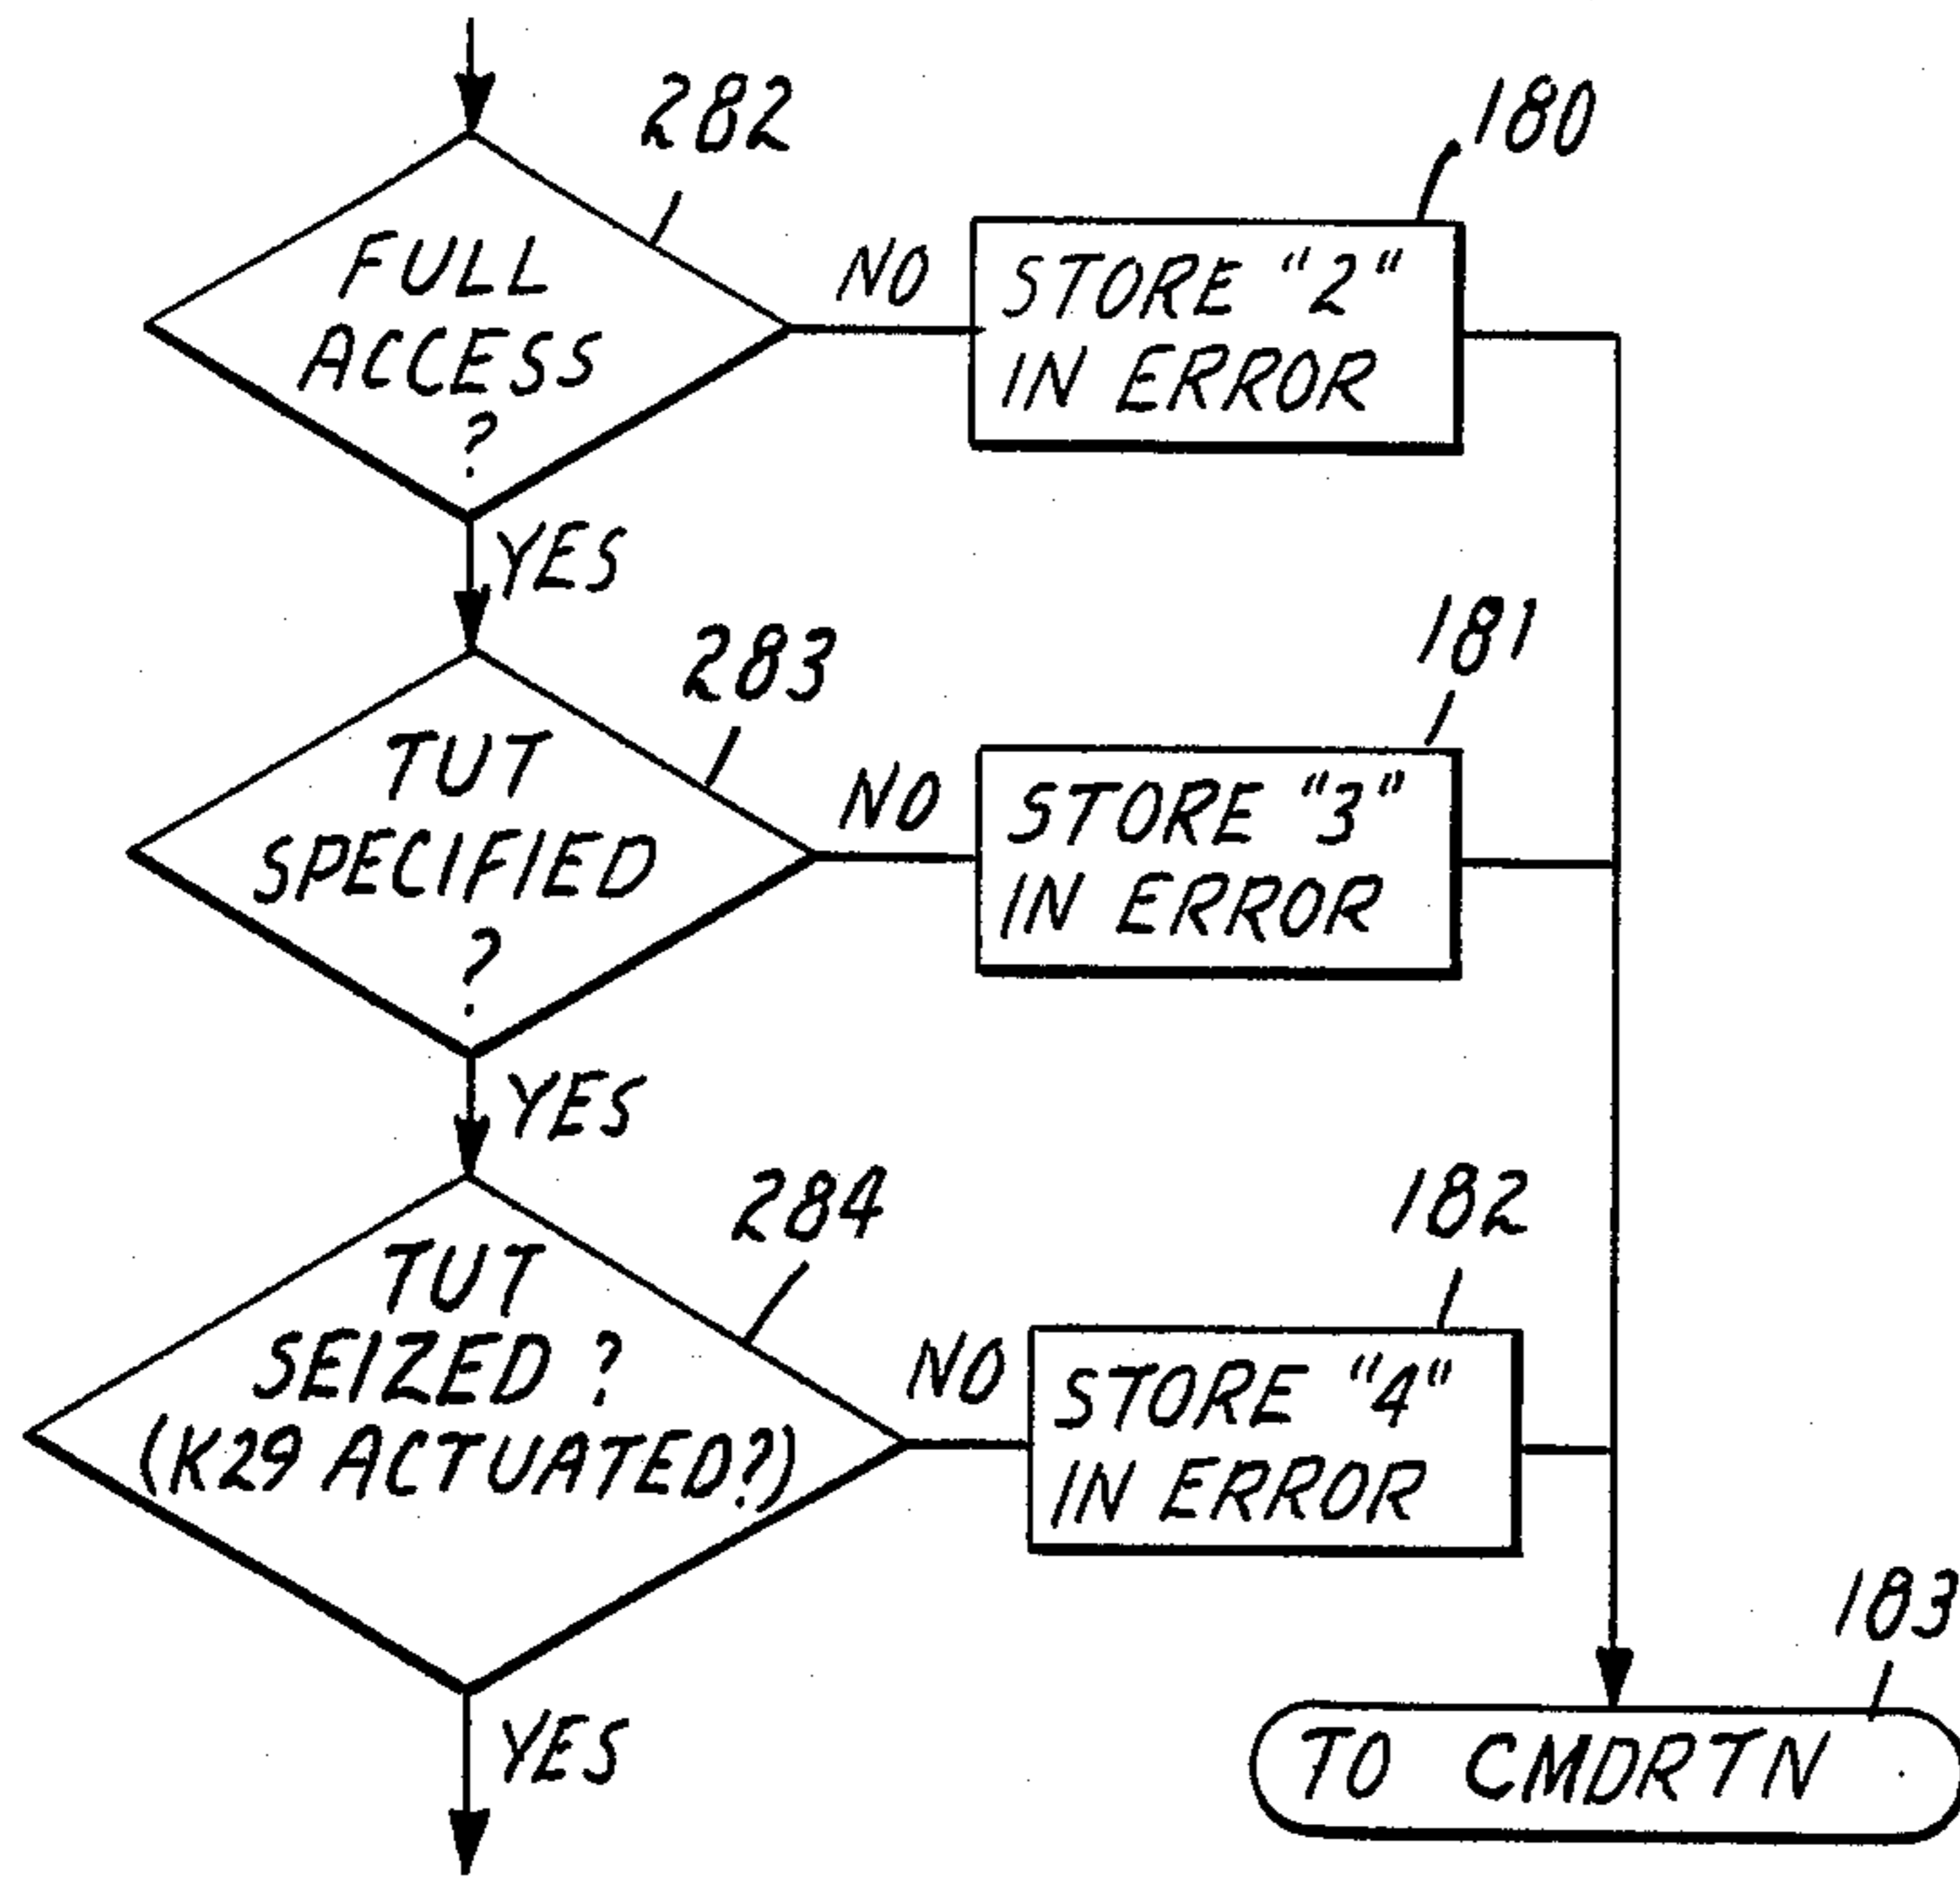 282
180
FULL
ACCESS
?
NO
STORE "2"
IN ERROR
YES
283
181
TUT
SPECIFIED
?
NO
STORE "3"
IN ERROR
YES
284
182
TUT
SEIZED ?
(K29 ACTUATED?)
NO
STORE "4"
IN ERROR
YES
183
TO CMDRTN